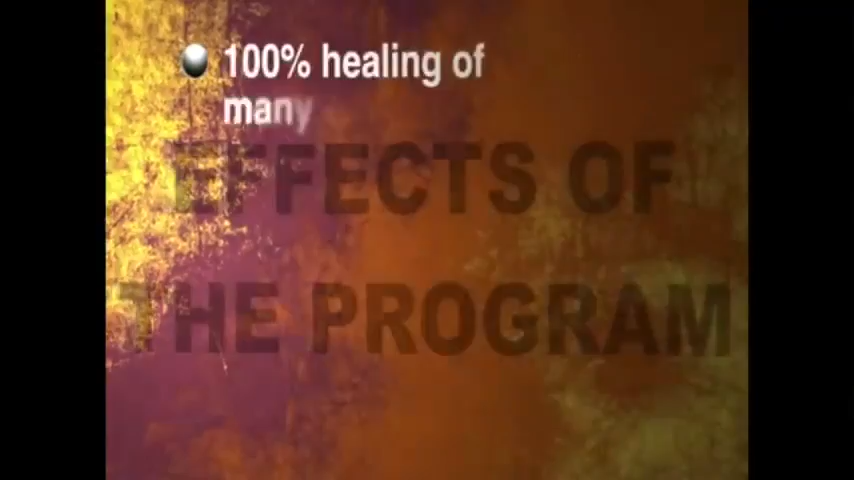 100% healing of
many
EFFECTS OF
THE PROGRAM